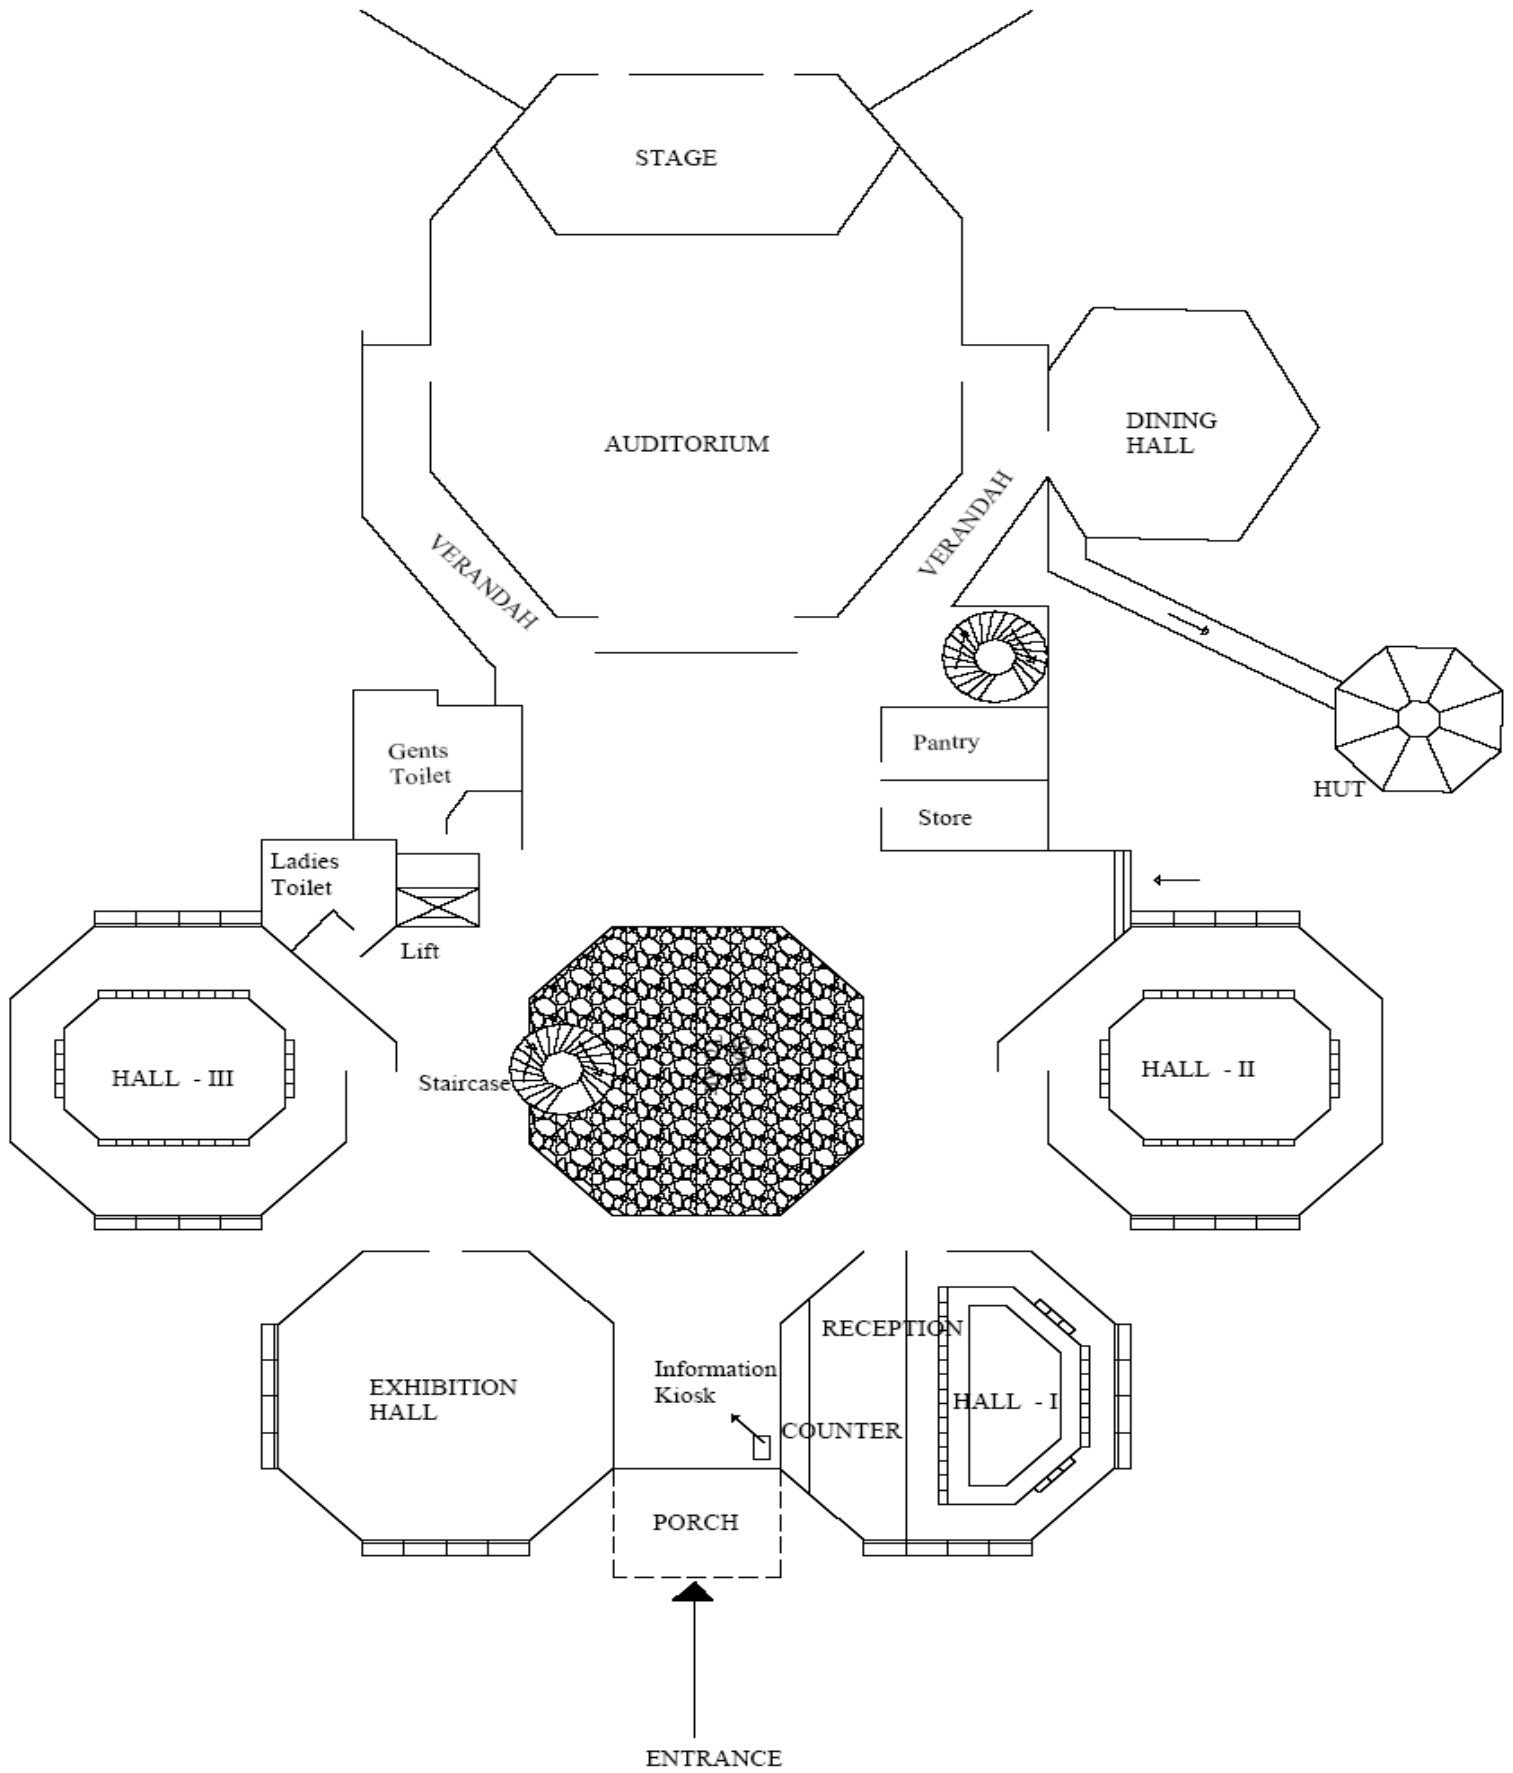 STAGE
DINING
HALL
AUDITORIUM
VERANDAH
VERANDAH
Gents
Toilet
Pantry
HUT
Store
Ladies
Toilet
Lift
HALL - III
Staircase
HALL - II
RECEPTION
Information
Kiosk
EXHIBITION
HALL
HALL - I
COUNTER
PORCH
ENTRANCE